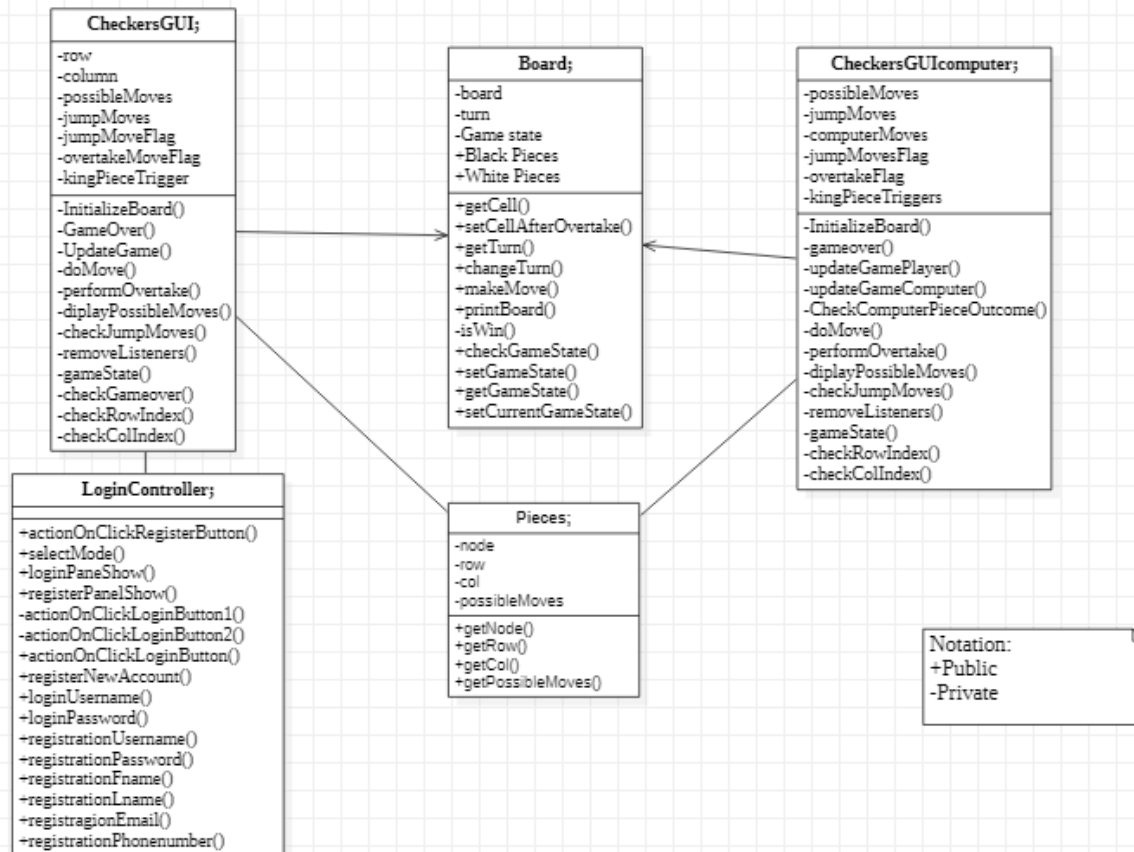 CheckersGUI;
-row
-column
-possibleMoves
-jumpMoves
-jumpMoveFlag
-overtakeMoveFlag
-kingPieceTrigger
-InitializeBoard()
-GameOver()
-UpdateGame()
-doMove()
-performOvertake()
-diplayPossibleMoves()
-checkJumpMoves()
-removeListeners()
-gameState()
-checkGameover()
-checkRowIndex()
-checkColIndex()
Board;
-board
-turn
-Game state
+Black Pieces
+White Pieces
+getCell()
+setCellAfterOvertake()
+getTurn()
+changeTurn()
+makeMove()
+printBoard()
-isWin()
+checkGameState()
+setGameState()
+getGameState()
+setCurrentGameState()
CheckersGUIcomputer;
-possibleMoves
-jumpMoves
-computerMoves
-jumpMovesFlag
-overtakeFlag
-kingPieceTriggers
-InitializeBoard()
-gameover()
-updateGamePlayer()
-updateGameComputer()
-CheckComputerPieceOutcome()
-doMove()
-performOvertake()
-diplayPossibleMoves()
-checkJumpMoves()
-removeListeners()
-gameState()
-checkRowIndex()
-checkColIndex()
LoginController;
+actionOnClickRegisterButton()
+selectMode()
+loginPaneShow()
+registerPanelShow()
-actionOnClickLoginButton1()
-actionOnClickLoginButton2()
+actionOnClickLoginButton()
+registerNewAccount()
+loginUsername()
+loginPassword()
+registrationUsername()
+registrationPassword()
+registrationFname()
+registrationLname()
+registragionEmail()
+registrationPhonenumber()
Pieces;
-node
-row
-col
-possibleMoves
+getNode()
+getRow()
+getCol()
+getPossibleMoves()
Notation:
+Public
-Private